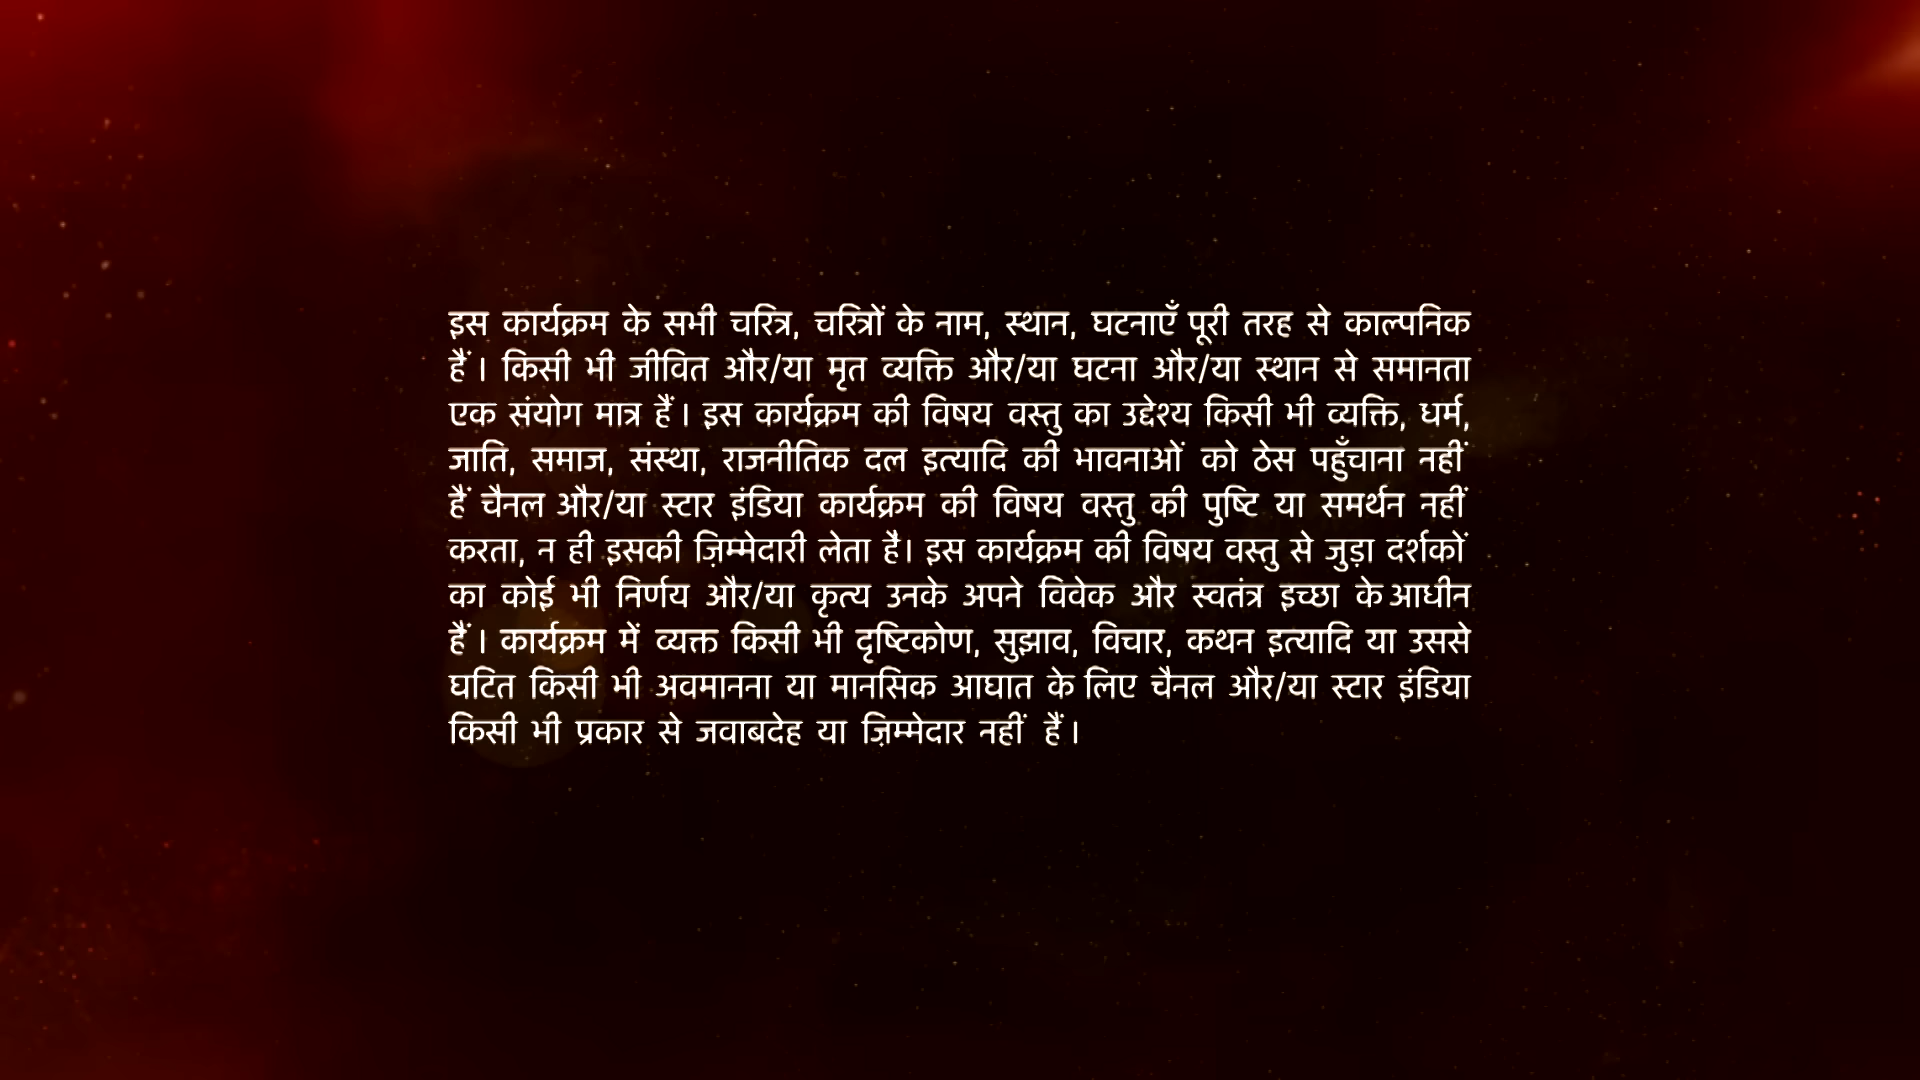 इस कार्यक्रम के सभी चरित्र, चरित्रों के नाम, स्थान, घटनाएँ पूरी तरह से काल्पनिक
हैं । किसी भी जीवित और/या मृत व्यक्ति और/या घटना और/या स्थान से समानता
एक संयोग मात्र हैं । इस कार्यक्रम की विषय वस्तु का उद्देश्य किसी भी व्यक्ति, धर्म,
जाति, समाज, संस्था, राजनीतिक दल इत्यादि की भावनाओं को ठेस पहुँचाना नहीं
हैं चैनल और/या स्टार इंडिया कार्यक्रम की विषय वस्तु की पुष्टि या समर्थन नहीं
करता, न ही इसकी ज़िम्मेदारी लेता है। इस कार्यक्रम की विषय वस्तु से जुड़ा दर्शकों
का कोई भी निर्णय और/या कृत्य उनके अपने विवेक और स्वतंत्र इच्छा के आधीन
हैं । कार्यक्रम में व्यक्त किसी भी दृष्टिकोण, सुझाव, विचार, कथन इत्यादि या उससे
घटित किसी भी अवमानना या मानसिक आघात के लिए चैनल और/या स्टार इंडिया
किसी भी प्रकार से जवाबदेह या ज़िम्मेदार नहीं हैं ।